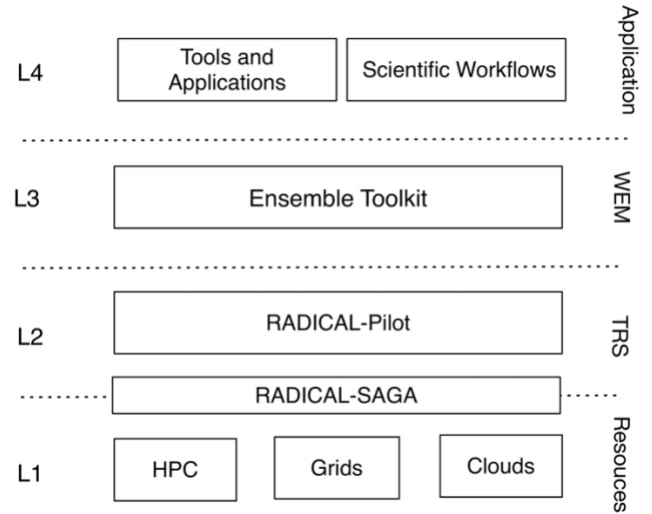 L4
Tools and
Applications
Scientific Workflows
Application
L3
Ensemble Toolkit
WEM
L2
RADICAL-Pilot
TRS
RADICAL-SAGA
L1
HPC
Grids
Clouds
Resouces